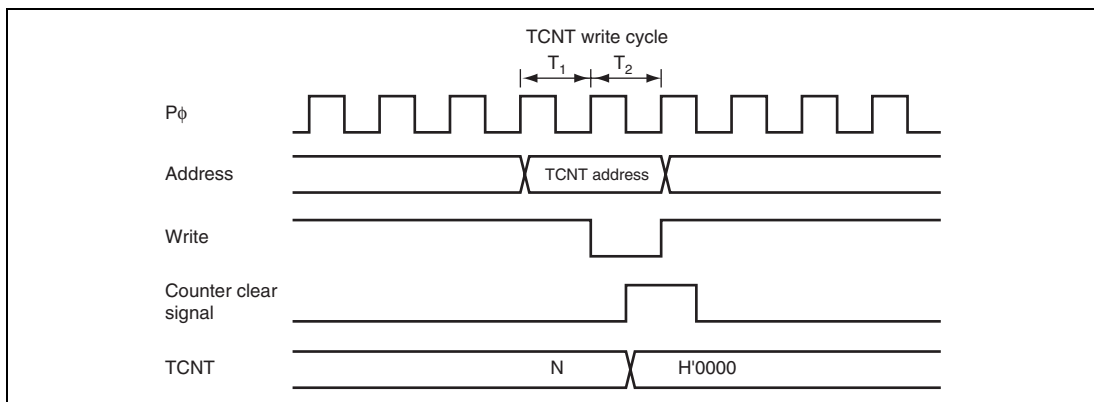 TCNT write cycle
T1 T2
Pϕ
Address
TCNT address
Write
Counter clear
signal
TCNT
N
H'0000